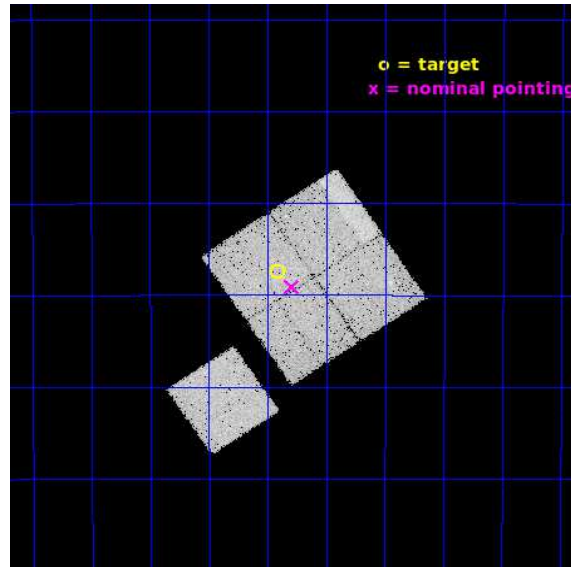 o = target
x = nominal pointing